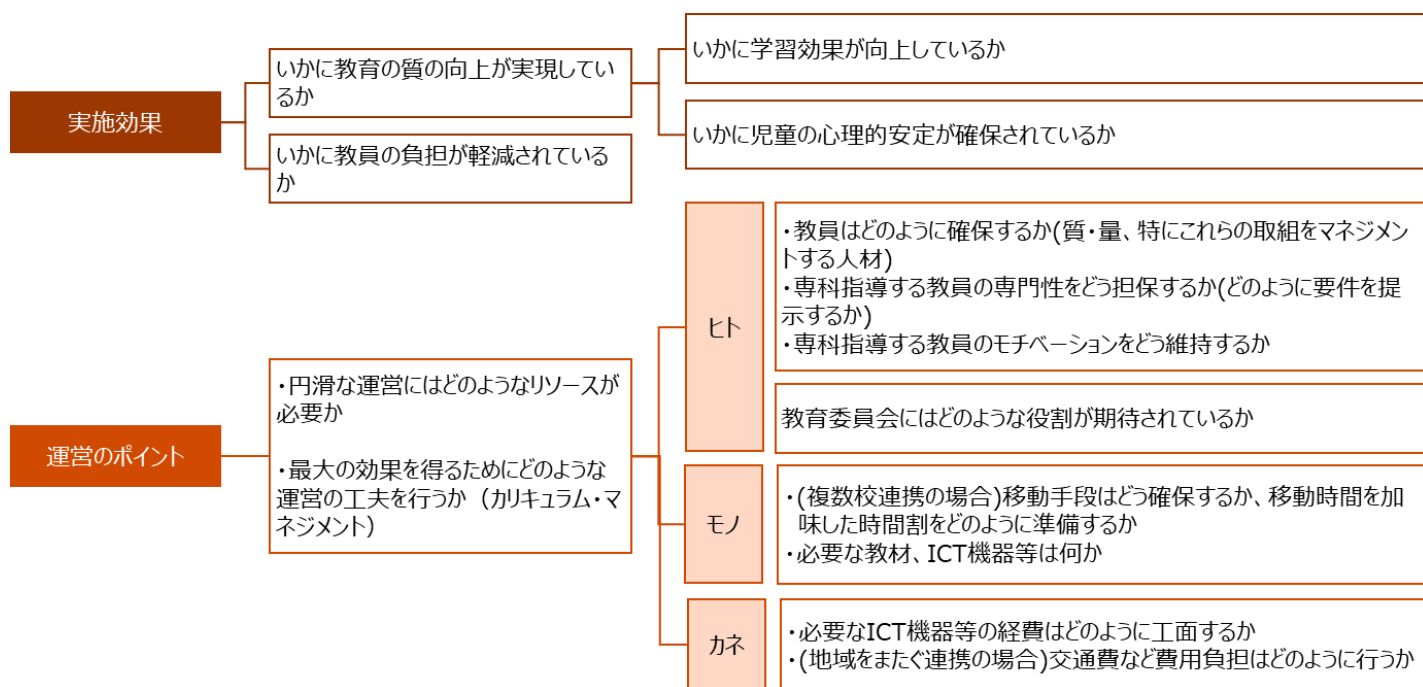 実施効果
いかに教育の質の向上が実現してい
るか
いかに教員の負担が軽減されている
か
いかに学習効果が向上しているか
いかに児童の心理的安定が確保されているか
運営のポイント
・円滑な運営にはどのようなリソースが
必要か
・最大の効果を得るためにどのような
運営の工夫を行うか（カリキュラム・マ
ネジメント）
ヒト
・教員はどのように確保するか(質・量、特にこれらの取組をマネジメン
トする人材)
・専科指導する教員の専門性をどう担保するか(どのように要件を提
示するか)
・専科指導する教員のモチベーションをどう維持するか
教育委員会にはどのような役割が期待されているか
モノ
・(複数校連携の場合)移動手段はどう確保するか、移動時間を加
味した時間割をどのように準備するか
・必要な教材、ICT機器等は何か
カネ
・必要なICT機器等の経費はどのように工面するか
・(地域をまたぐ連携の場合)交通費など費用負担はどのように行うか